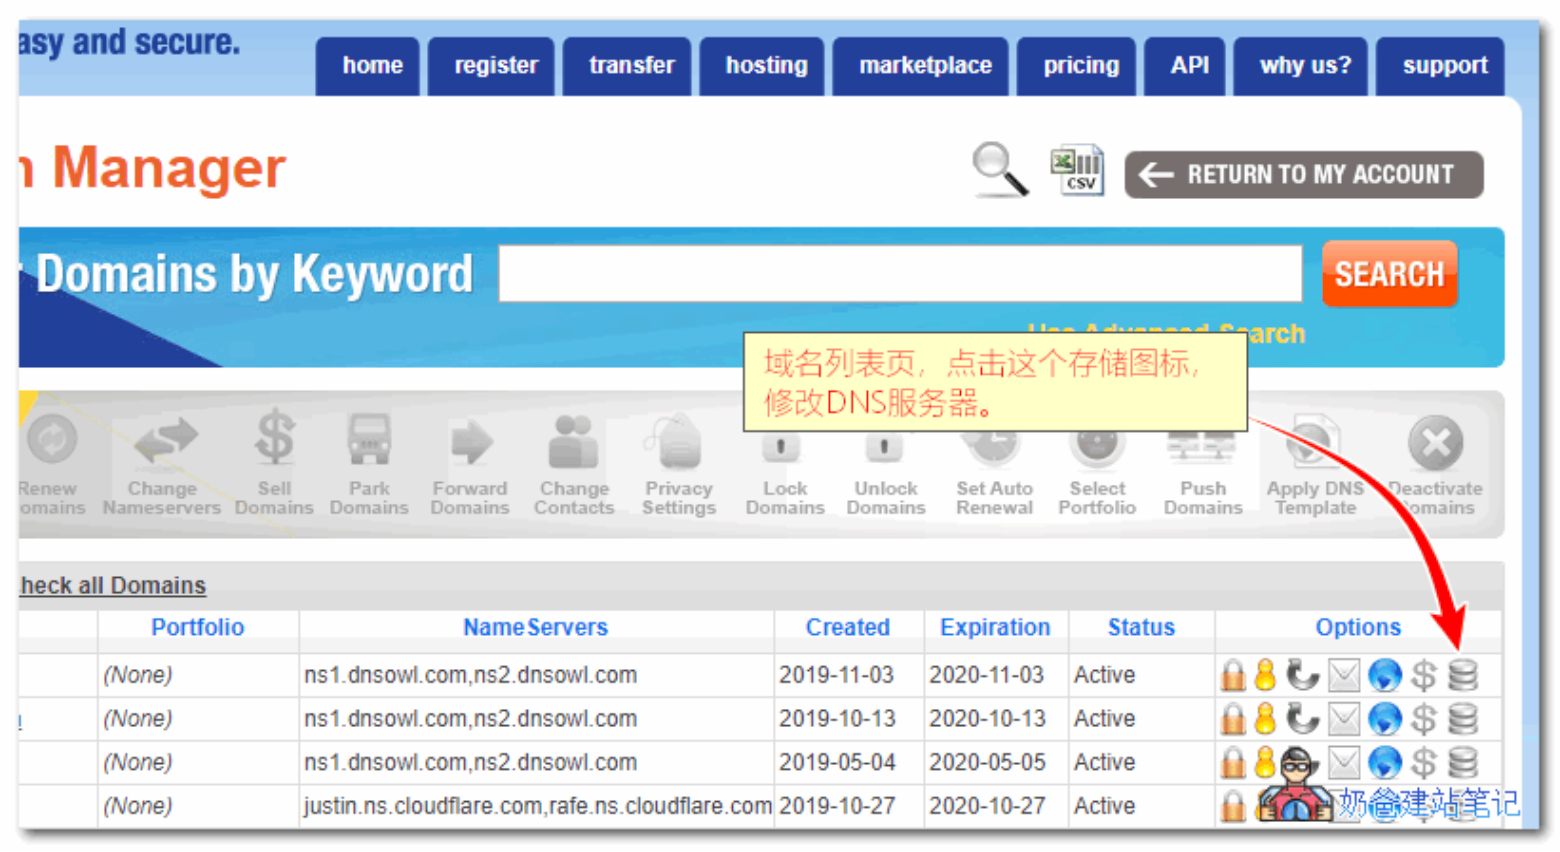 asy and secure.
home register transfer hosting marketplace pricing API why us? support
Manager
CSV
RETURN TO MY ACCOUNT
Domains by Keyword
SEARCH
域名列表页，点击这个存储图标，
修改DNS服务器。
Renew Change Sell Park Forward Change Privacy Lock Unlock Set Auto Select Push Apply DNS Deactivate
omains Nameservers Domains Domains Domains Contacts Settings Domains Domains Renewal Portfolio Domains Template omains
heck all Domains
Portfolio NameServers Created Expiration Status Options
(None) ns1.dnsowl.com,ns2.dnsowl.com 2019-11-03 2020-11-03 Active
(None) ns1.dnsowl.com,ns2.dnsowl.com 2019-10-13 2020-10-13 Active
(None) ns1.dnsowl.com,ns2.dnsowl.com 2019-05-04 2020-05-05 Active
(None) justin.ns.cloudflare.com,rafe.ns.cloudflare.com 2019-10-27 2020-10-27 Active
奶爸建站笔记